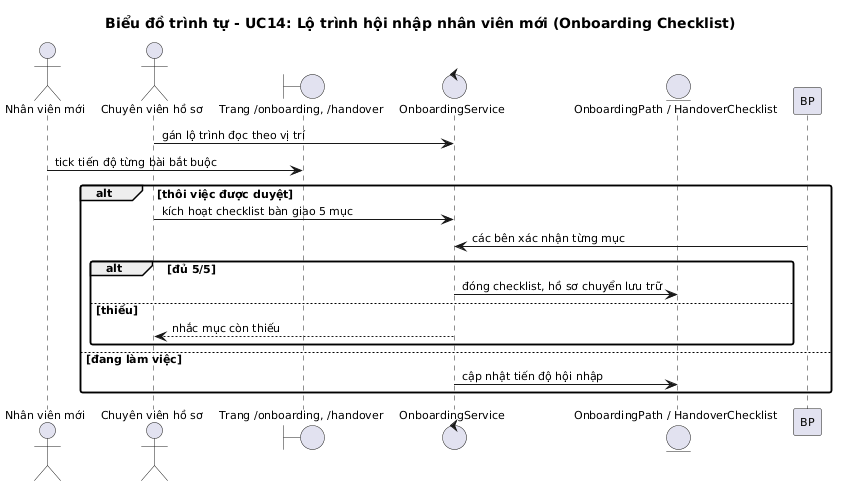 Biểu đồ trình tự - UC14: Lộ trình hội nhập nhân viên mới (Onboarding Checklist)
Nhân viên mới
Chuyên viên hồ sơ
Trang /onboarding, /handover
OnboardingService
OnboardingPath / HandoverChecklist
BP
gán lộ trình đọc theo vị trí
tick tiến độ từng bài bắt buộc
alt [thôi việc được duyệt]
kích hoạt checklist bàn giao 5 mục
các bên xác nhận từng mục
alt [đủ 5/5]
đóng checklist, hồ sơ chuyển lưu trữ
[thiếu]
nhắc mục còn thiếu
[đang làm việc]
cập nhật tiến độ hội nhập
Nhân viên mới
Chuyên viên hồ sơ
Trang /onboarding, /handover
OnboardingService
OnboardingPath / HandoverChecklist
BP